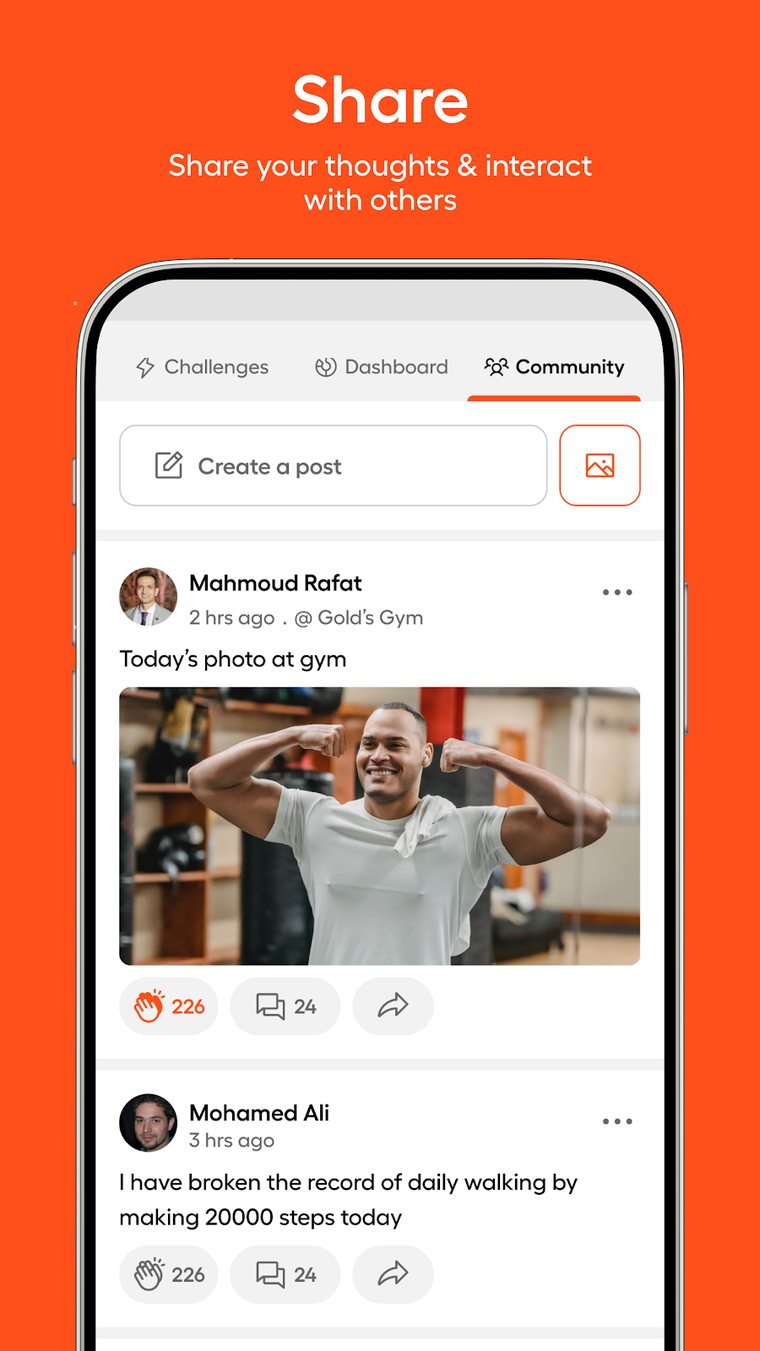 Share
Share your thoughts & interact
with others
Challenges
Dashboard
Community
Create a post
Mahmoud Rafat
2 hrs ago . @ Gold's Gym
Today's photo at gym
226
24
Mohamed Ali
3 hrs ago
I have broken the record of daily walking by
making 20000 steps today
226
24